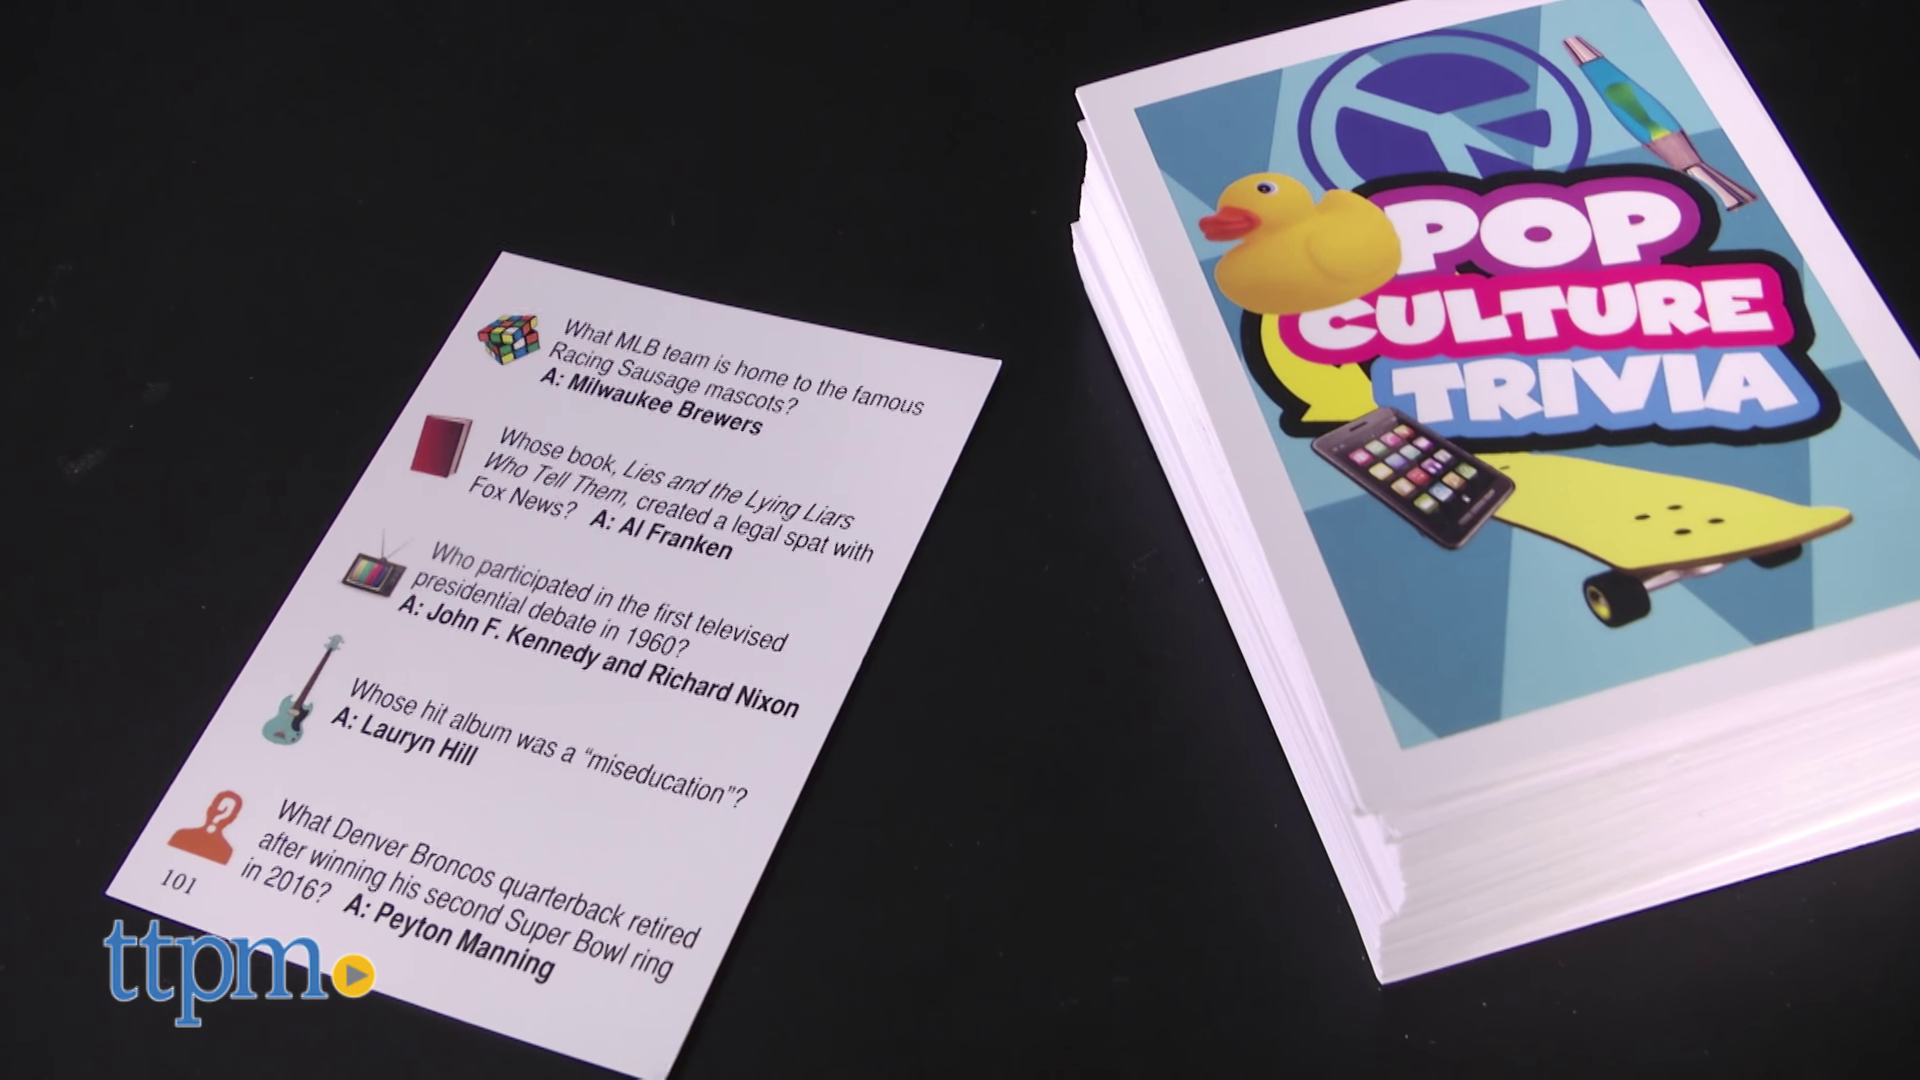 What MLB team is home to the famous
Racing Sausage mascots?
A: Milwaukee Brewers
Whose book, Lies and the Lying Liars
Who Tell Them, created a legal spat with
Fox News? A: Al Franken
Who participated in the first televised
presidential debate in 1960?
A: John F. Kennedy and Richard Nixon
Whose hit album was a “miseducation”?
A: Lauryn Hill
What Denver Broncos quarterback retired
after winning his second Super Bowl ring
in 2016? A: Peyton Manning
101
POP
CULTURE
TRIVIA
ttpm